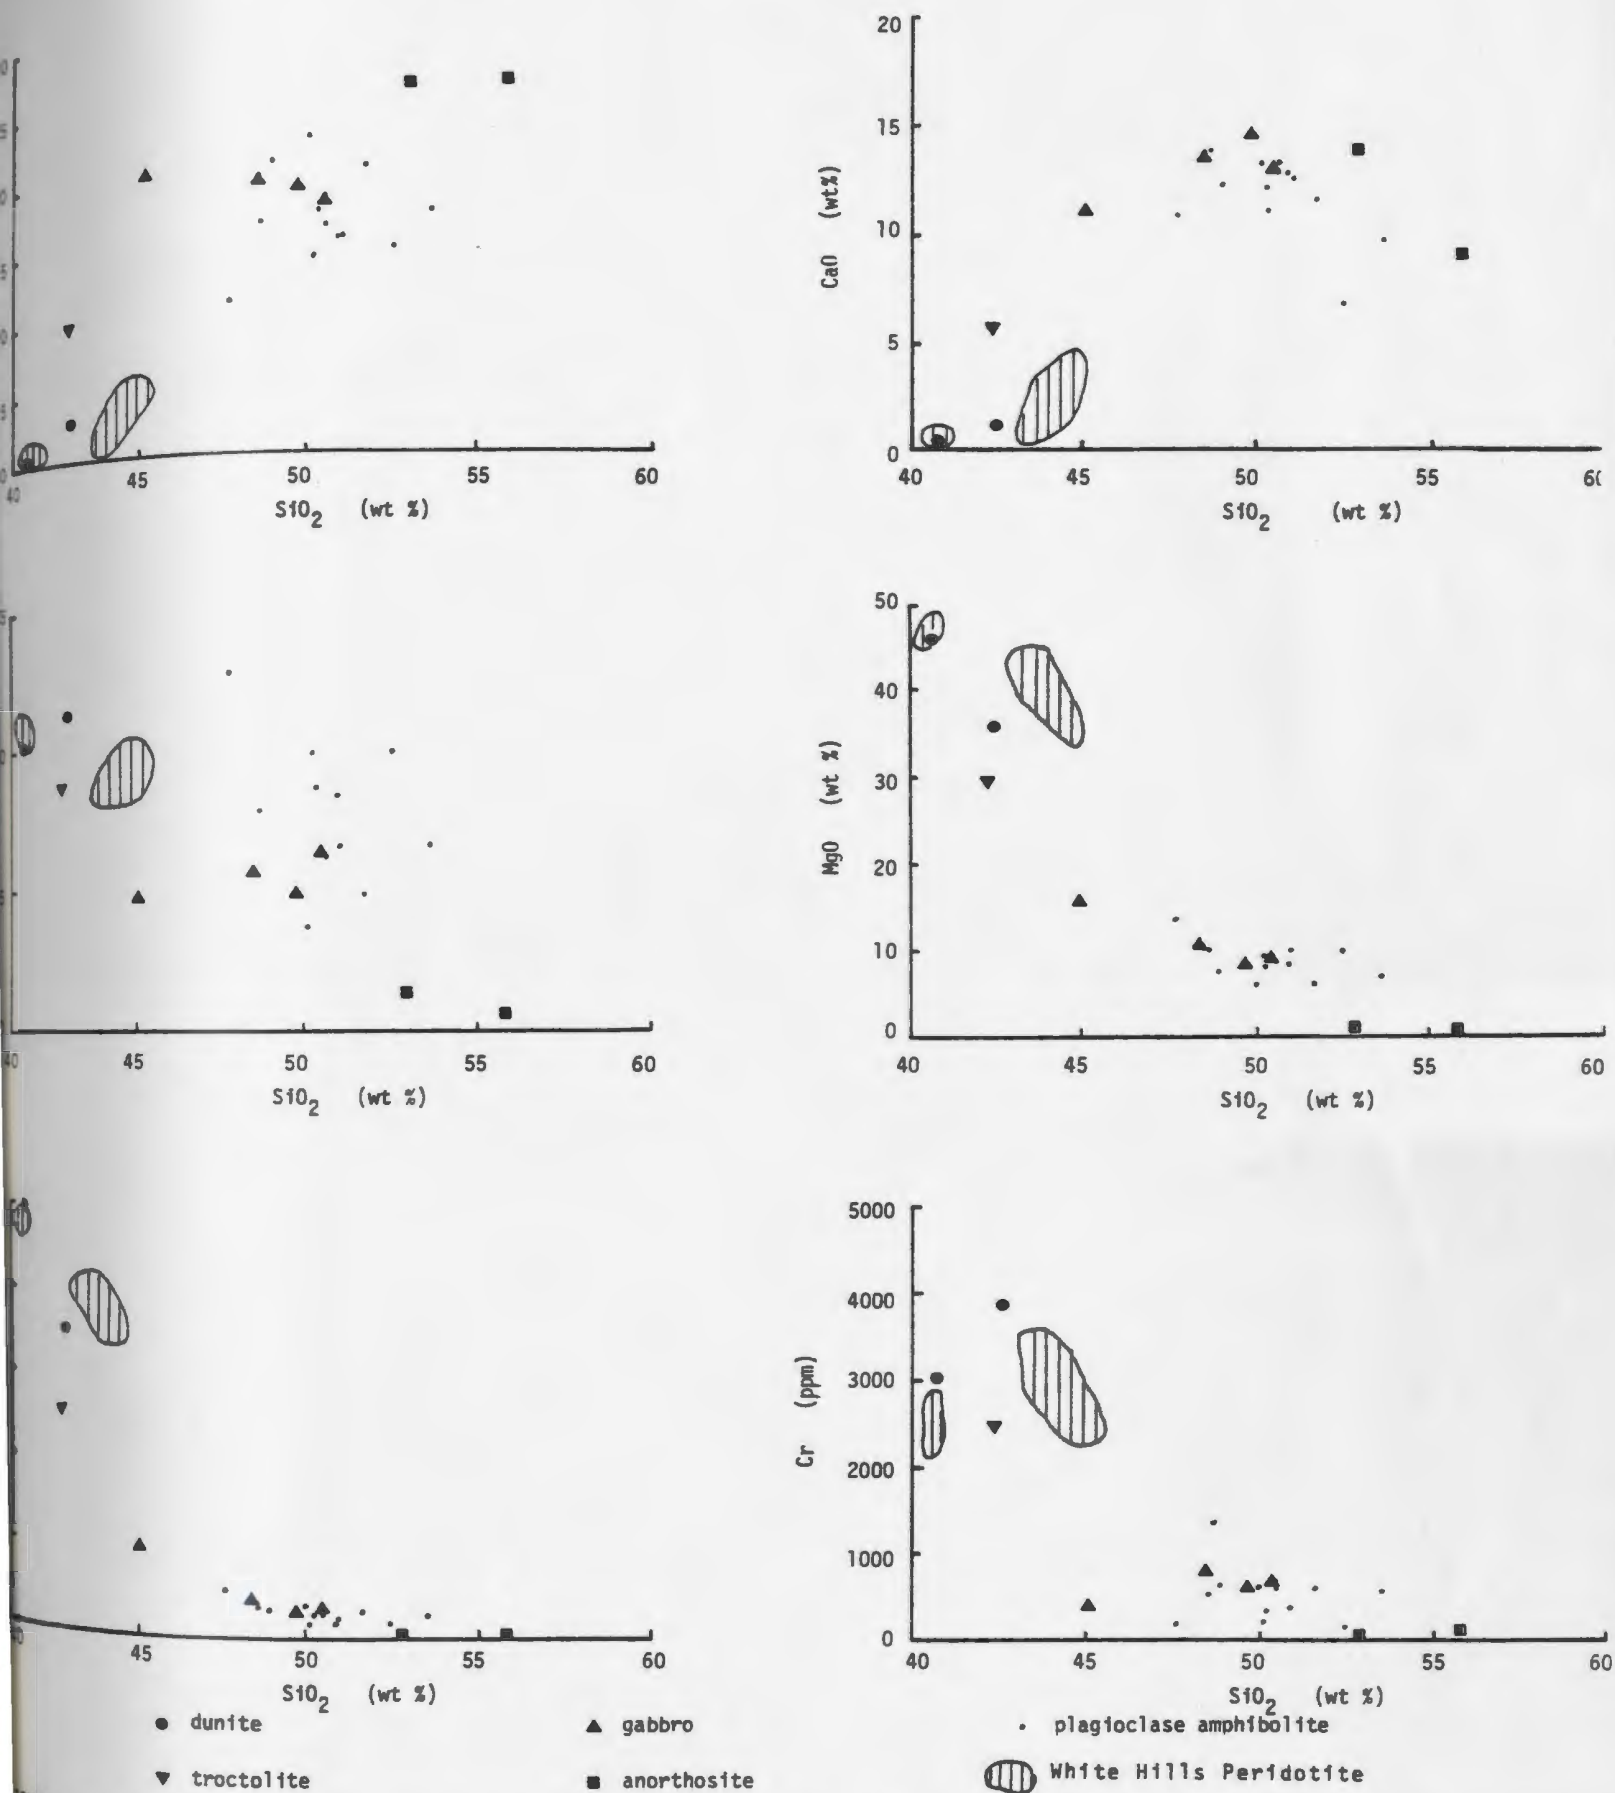 20
15
10
5
0
CaO (wt%)
40 45 50 55 60
SiO2 (wt %)
40 45 50 55
SiO2 (wt %)
50
40
30
20
10
0
MgO (wt %)
40 45 50 55 60
SiO2 (wt %)
40 45 50 55 60
SiO2 (wt %)
5000
4000
3000
2000
1000
0
Cr (ppm)
45 50 55 60
SiO2 (wt %)
40 45 50 55 60
SiO2 (wt %)
dunite gabbro plagioclase amphibolite
troctolite anorthosite White Hills Peridotite